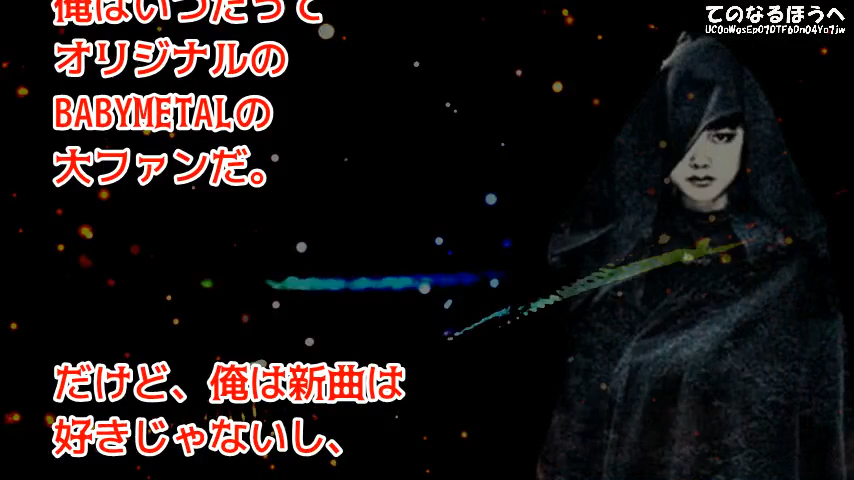 俺はいつだって
オリジナルの
BABYMETALの
大ファンだ。
だけど、俺は新曲は
好きじゃないし、
てのなるほうへ